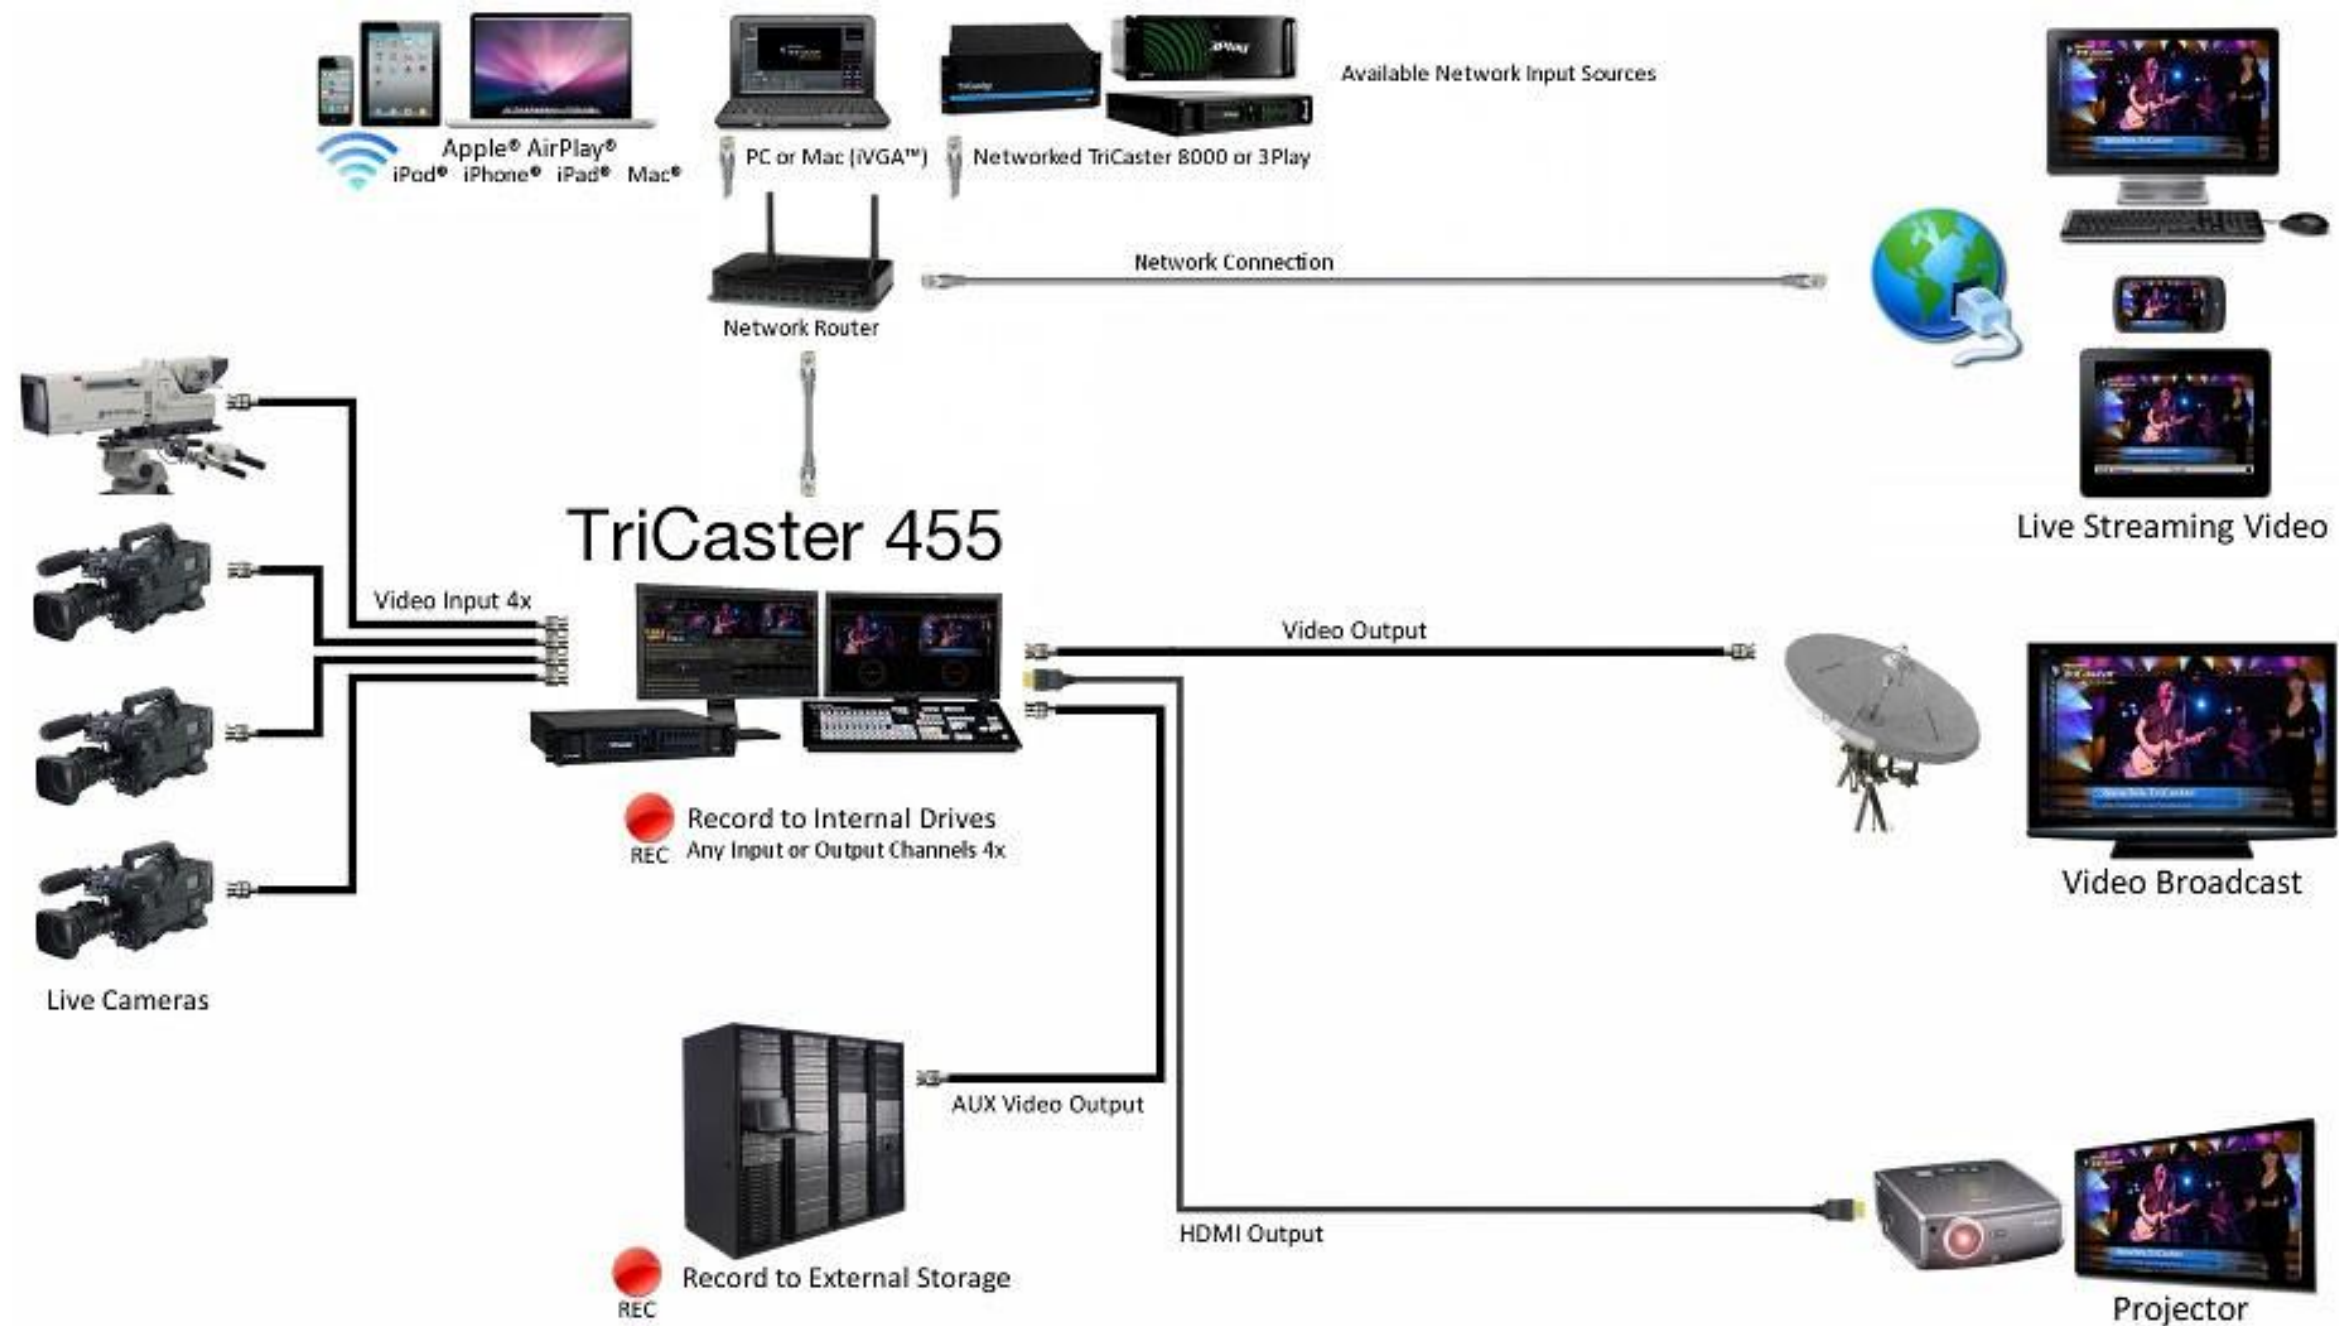 Available Network Input Sources
Apple® AirPlay®
iPod® iPhone® iPad® Mac®
PC or Mac (iVGA™)
Networked TriCaster 8000 or 3Play
3Play
TriCaster
Network Connection
Network Router
Live Streaming Video
TriCaster 455
Video Input 4x
Video Output
Record to Internal Drives
REC
Any Input or Output Channels 4x
Video Broadcast
Live Cameras
AUX Video Output
HDMI Output
Record to External Storage
REC
Projector